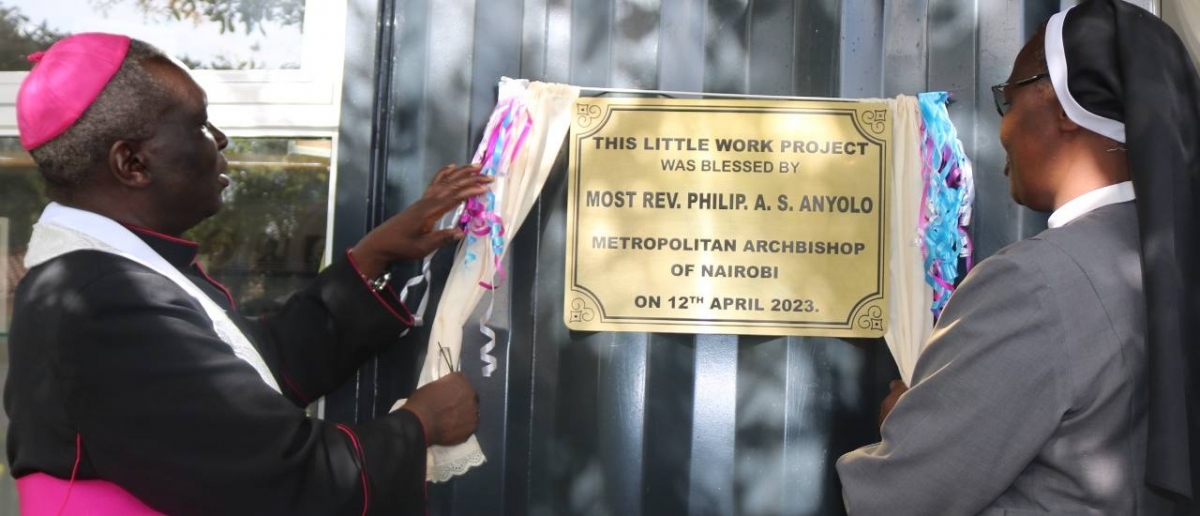 THIS LITTLE WORK PROJECT
WAS BLESSED BY
MOST REV. PHILIP. A. S. ANYOLO
METROPOLITAN ARCHBISHOP
OF NAIROBI
ON 12TH APRIL 2023.